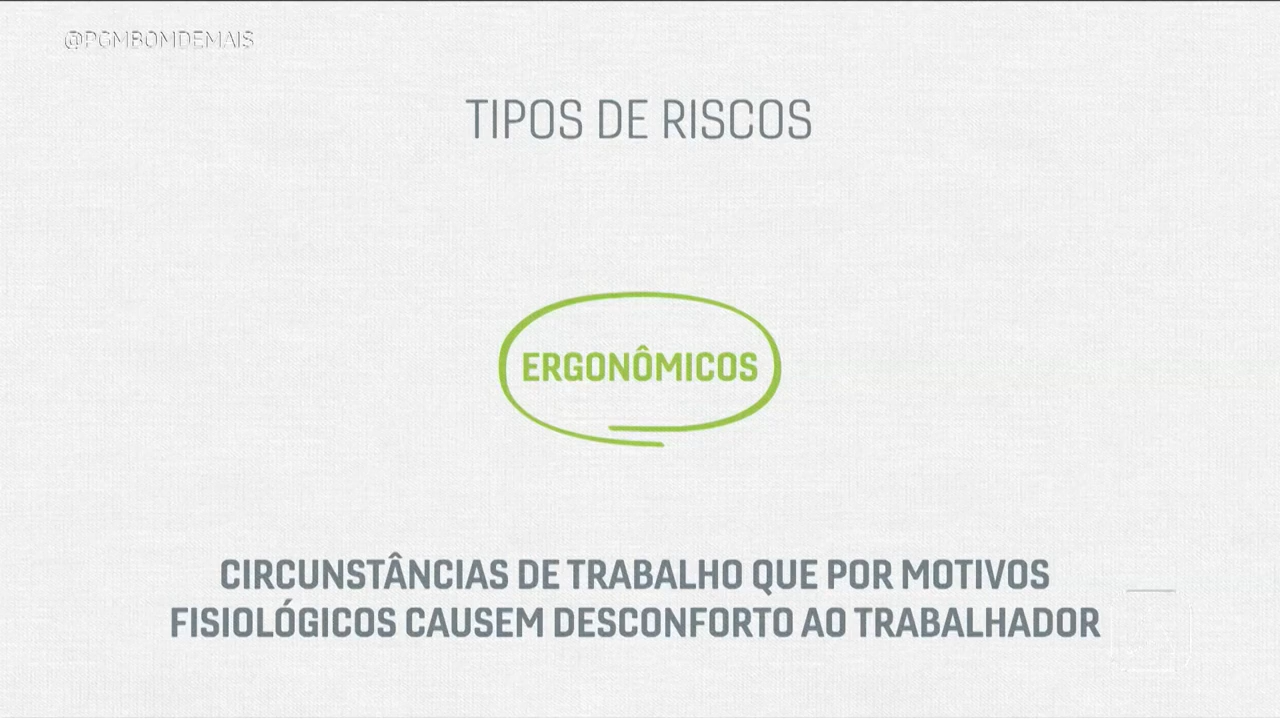 @PGMBOMDEMAIS
TIPOS DE RISCOS
ERGONÔMICOS
CIRCUNSTÂNCIAS DE TRABALHO QUE POR MOTIVOS
FISIOLÓGICOS CAUSEM DESCONFORTO AO TRABALHADOR